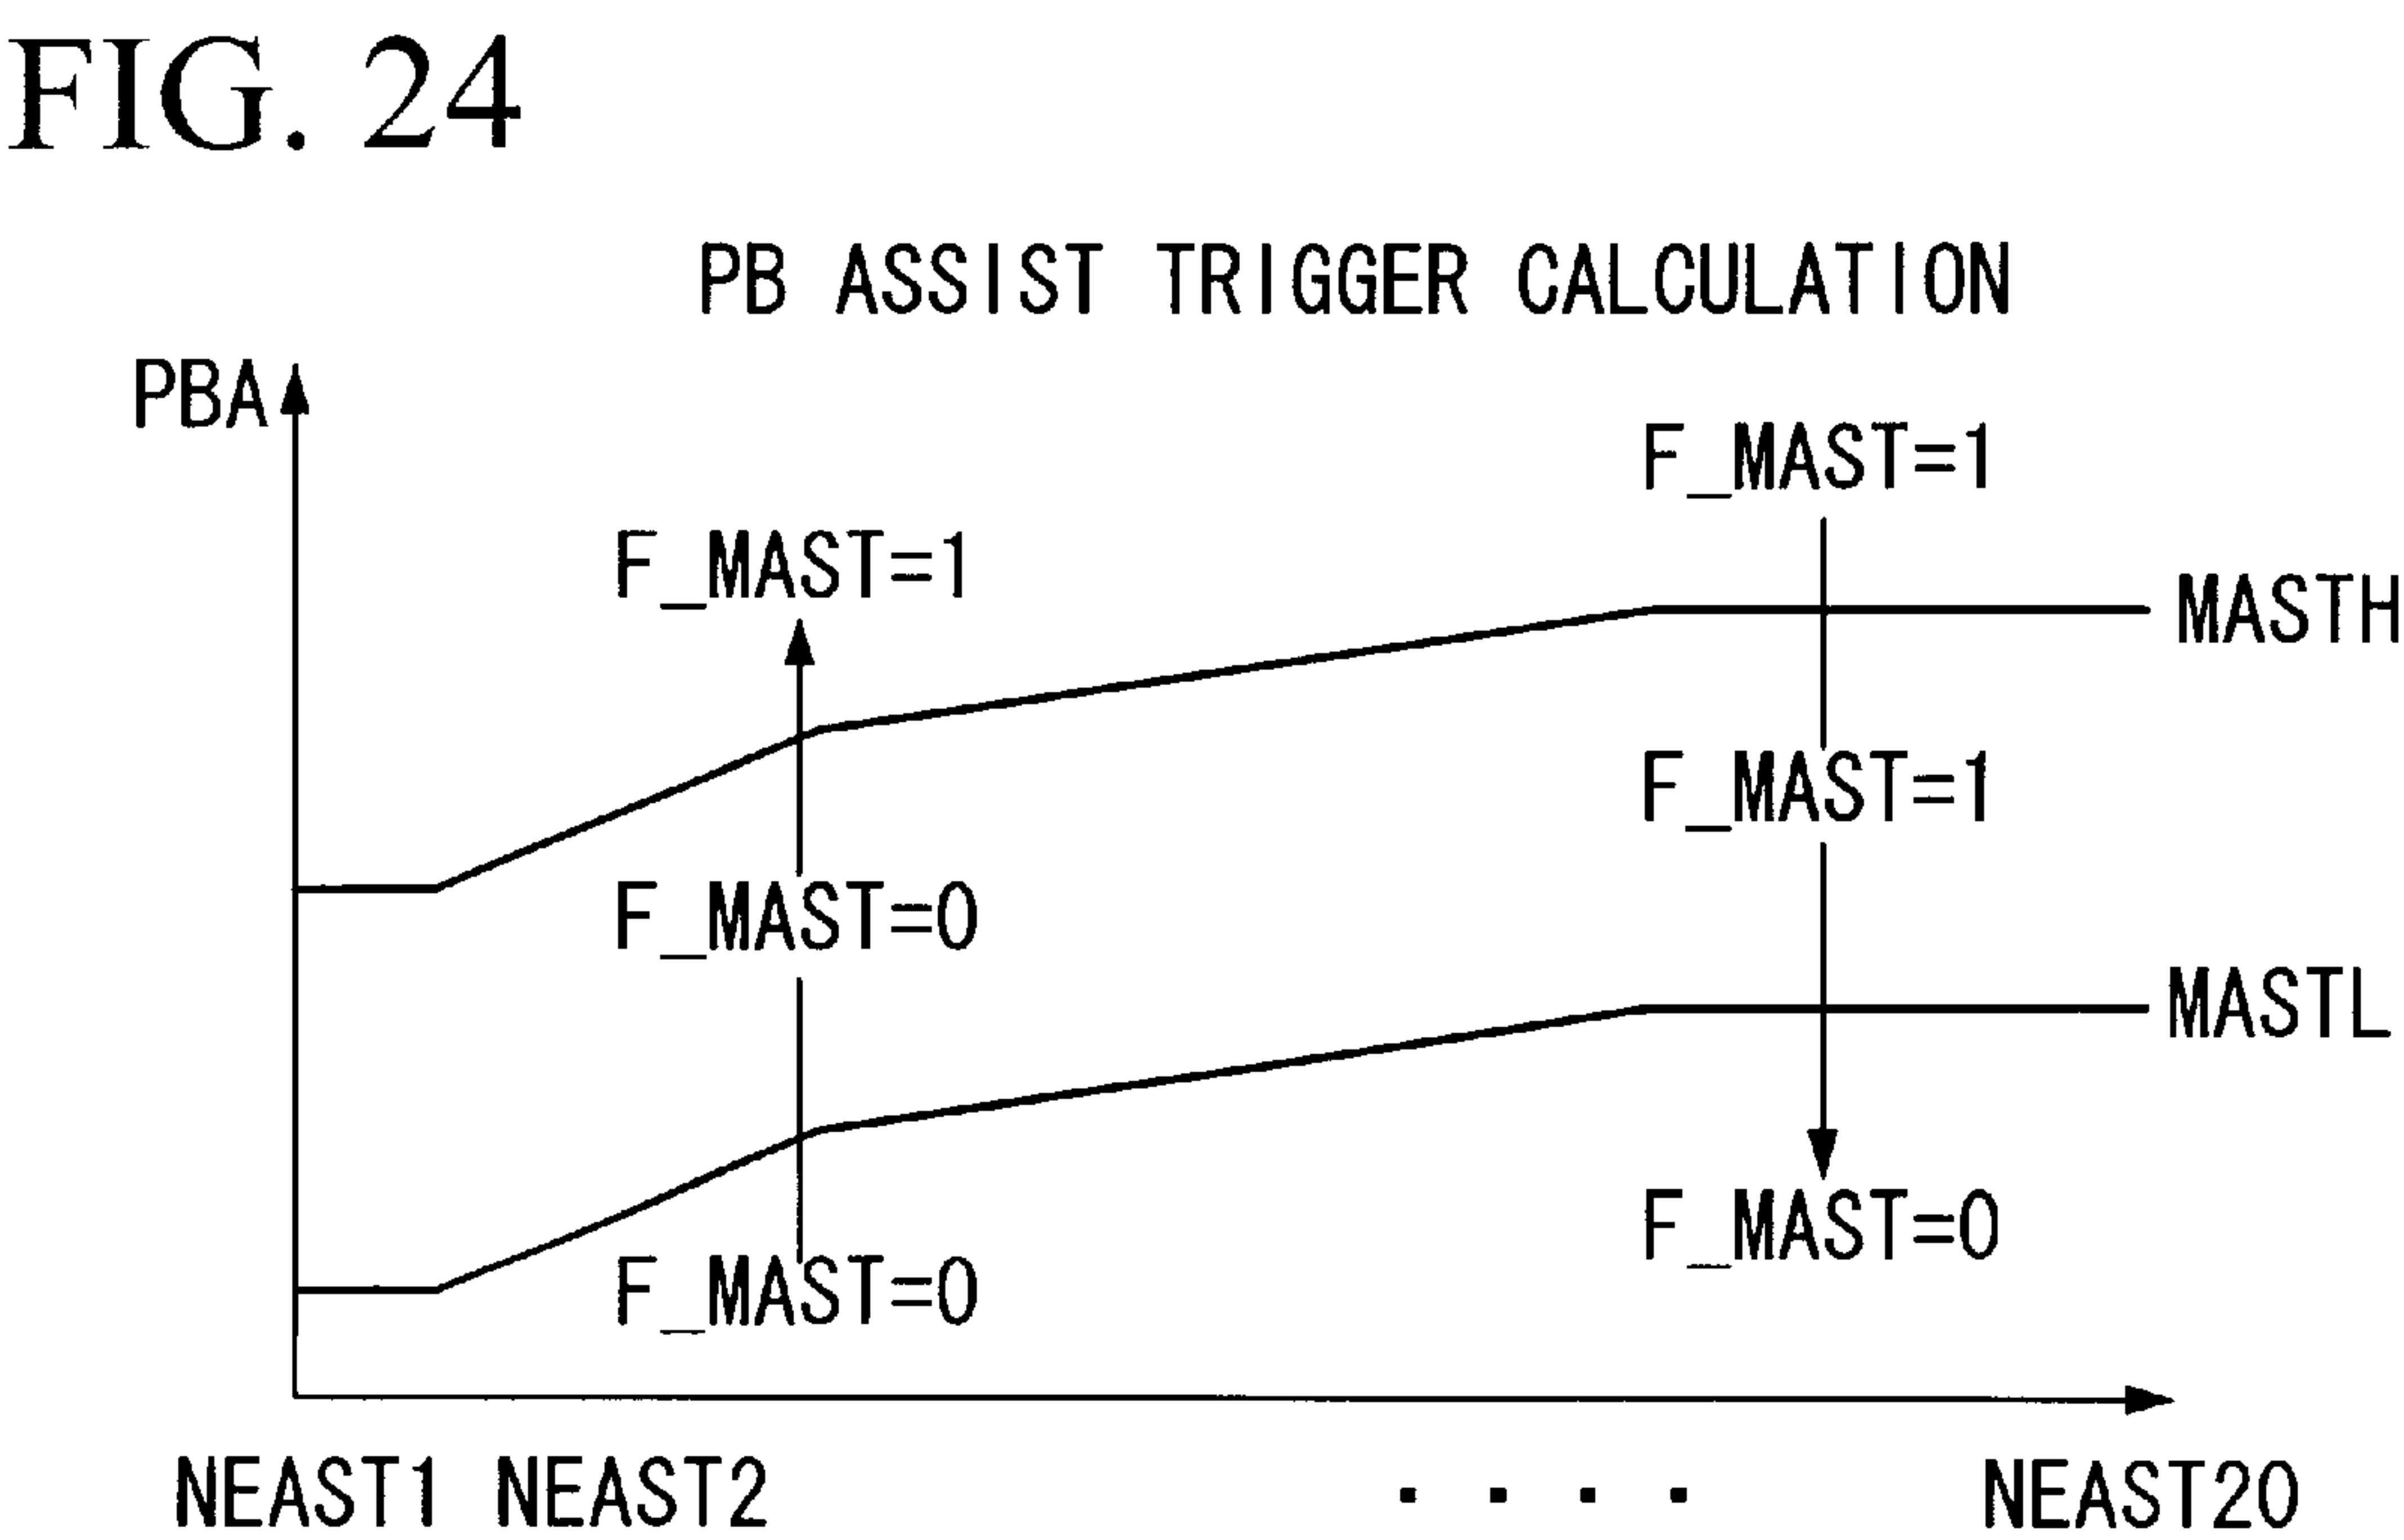 FIG. 24
PB ASSIST TRIGGER CALCULATION
PBA
F_MAST=1
F_MAST=1
MASTH
F_MAST=1
F_MAST=0
MASTL
F_MAST=0
F_MAST=0
NEAST1 NEAST2 . . . . NEAST20